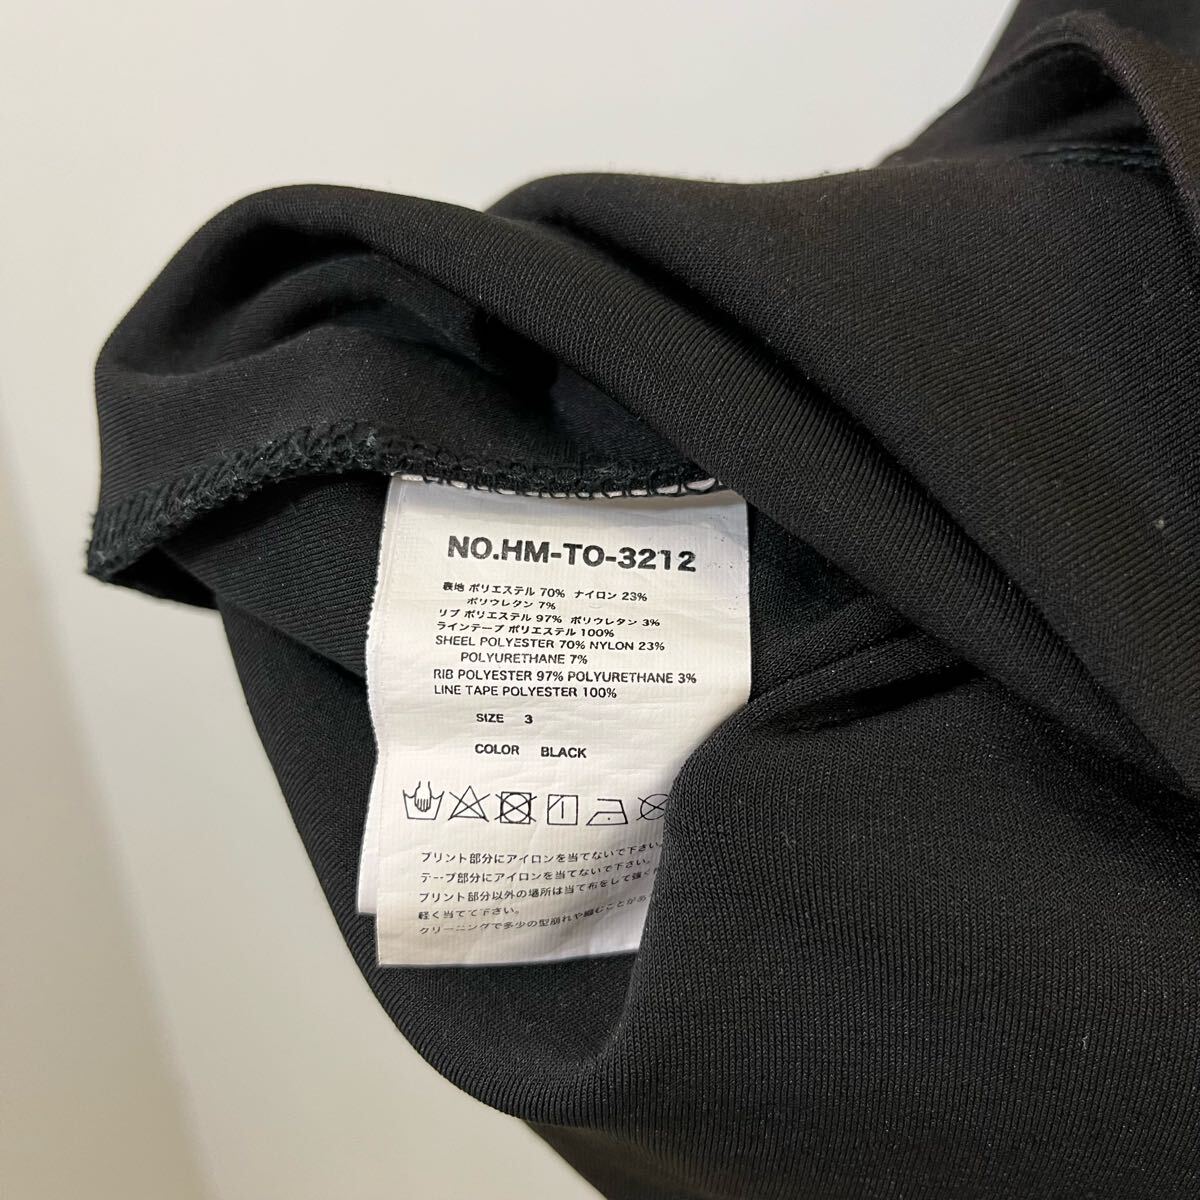 NO.HM-TO-3212
表地 ポリエステル 70% ナイロン 23%
ポリウレタン 7%
リブ ポリエステル 97% ポリウレタン 3%
ラインテープ ポリエステル 100%
SHEEL POLYESTER 70% NYLON 23%
POLYURETHANE 7%
RIB POLYESTER 97% POLYURETHANE 3%
LINE TAPE POLYESTER 100%
SIZE 3
COLOR BLACK
プリント部分にアイロンを当てないで下さい。
テープ部分にアイロンを当てないで下さい。
プリント部分以外の場所は当て布をして強く
軽く当てて下さい。
クリーニングで多少の型崩れや縮むことがあ